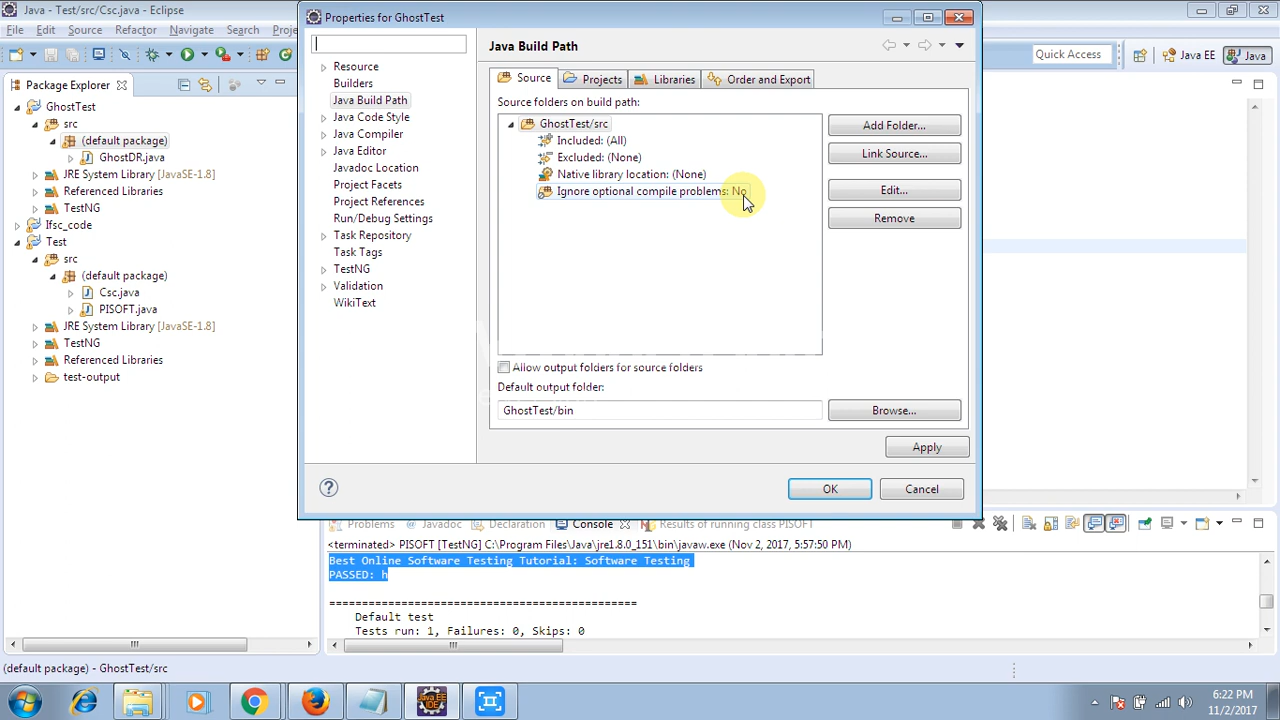 Java - Test/src/Csc.java - Eclipse
File Edit Source Refactor Navigate Search Proje
Quick Access
Java EE
Java
Package Explorer
GhostTest
src
(default package)
GhostDR.java
JRE System Library [JavaSE-1.8]
Referenced Libraries
TestNG
Ifsc_code
Test
src
(default package)
Csc.java
PISOFT.java
JRE System Library [JavaSE-1.8]
TestNG
Referenced Libraries
test-output
Properties for GhostTest
Resource
Builders
Java Build Path
Java Code Style
Java Compiler
Java Editor
Javadoc Location
Project Facets
Project References
Run/Debug Settings
Task Repository
Task Tags
TestNG
Validation
WikiText
Java Build Path
Source Projects Libraries Order and Export
Source folders on build path:
GhostTest/src
Included: (All)
Excluded: (None)
Native library location: (None)
Ignore optional compile problems: No
Add Folder...
Link Source...
Edit...
Remove
Allow output folders for source folders
Default output folder:
GhostTest/bin
Browse...
Apply
OK
Cancel
Problems Javadoc Declaration Console Results of running class PISOFT
<terminated> PISOFT [TestNG] C:\Program Files\Java\jre1.8.0_151\bin\javaw.exe (Nov 2, 2017, 5:57:50 PM)
Best Online Software Testing Tutorial: Software Testing
PASSED: h
===============================================
Default test
Tests run: 1, Failures: 0, Skips: 0
(default package) - GhostTest/src
Java EE
IDE
6:22 PM
11/2/2017